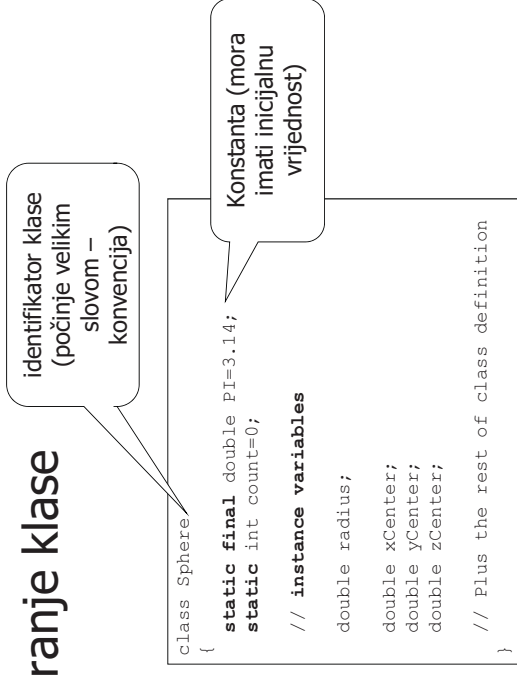 ranje klase
identifikator klase
(počinje velikim
slovom –
konvencija)
class Sphere
{
static final double PI=3.14;
static int count=0;
// instance variables
double radius;
double xCenter;
double yCenter;
double zCenter;
// Plus the rest of class definition
}
Konstanta (mora
imati inicijalnu
vrijednost)